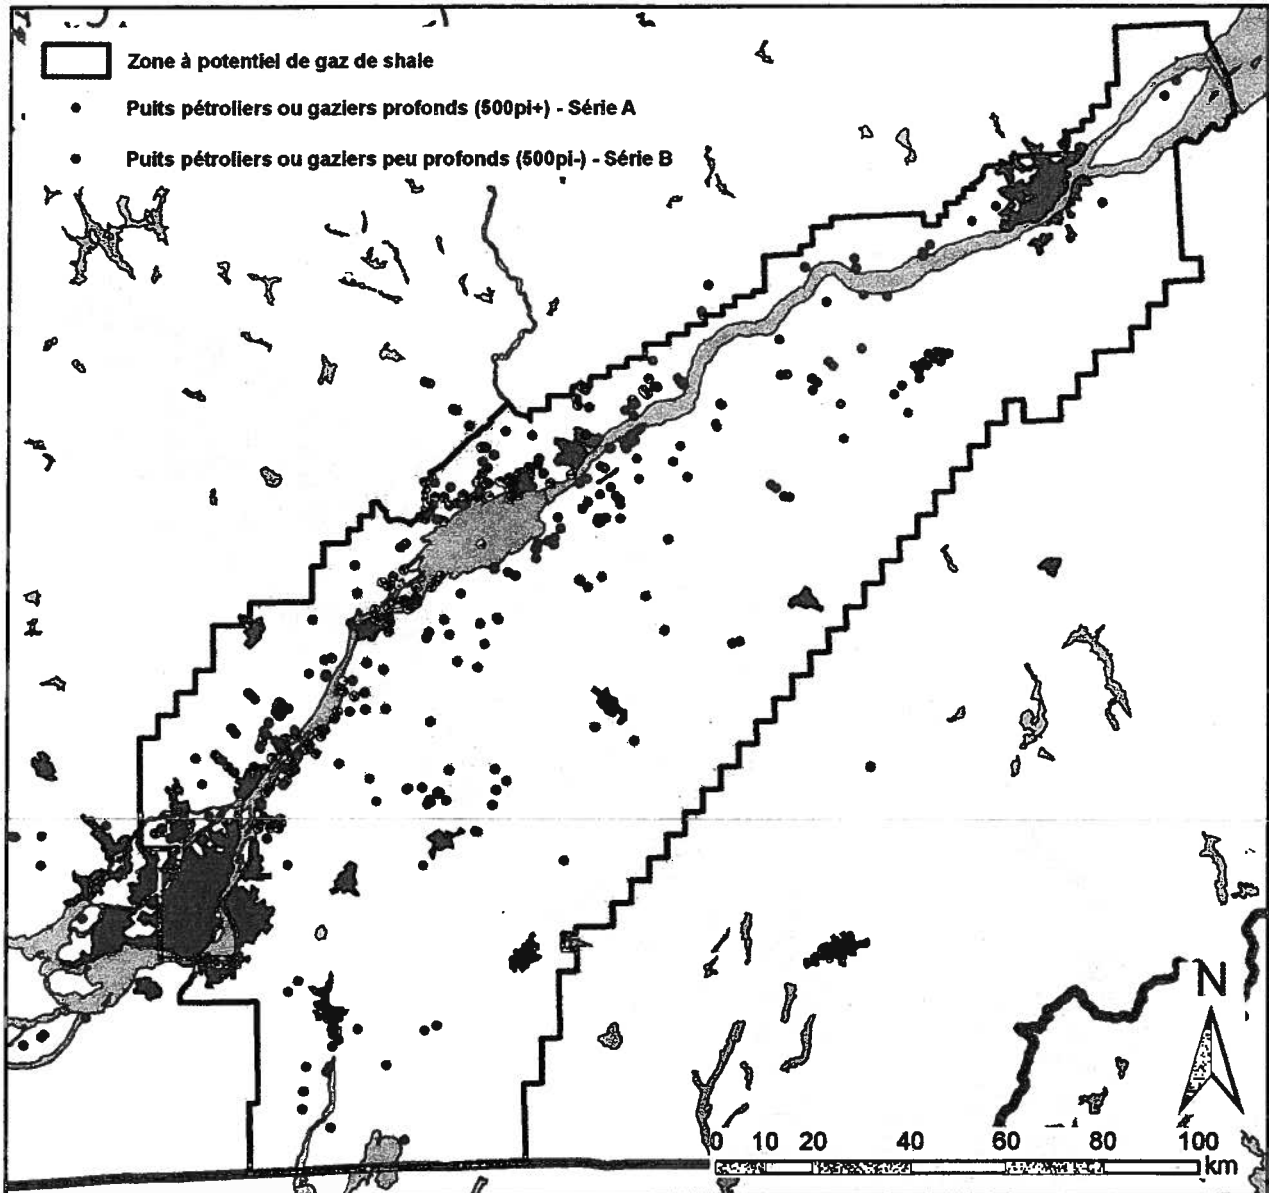 Zone à potentiel de gaz de shale
Puits pétroliers ou gaziers profonds (500pi+) - Série A
Puits pétroliers ou gaziers peu profonds (500pi-) - Série B
N
0 10 20 40 60 80 100
km